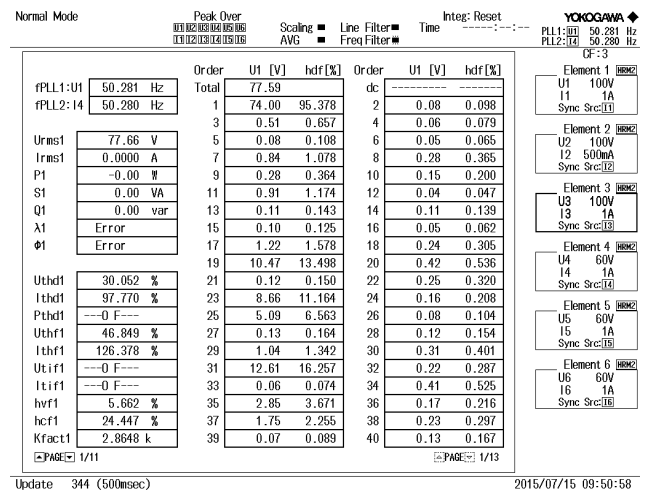 Normal Mode
Peak Over
U1 U2 U3 U4 U5 U6
I1 I2 I3 I4 I5 I6
Scaling
AVG
Line Filter
Freq Filter
Integ: Reset
Time -----:--:--
YOKOGAWA
PLL1: U1 50.281 Hz
PLL2: I4 50.280 Hz
fPLL1:U1 50.281 Hz
fPLL2:I4 50.280 Hz
Urms1 77.66 V
Irms1 0.0000 A
P1 -0.00 W
S1 0.00 VA
Q1 0.00 var
λ1 Error
Φ1 Error
Uthd1 30.052 %
Ithd1 97.770 %
Pthd1 ---O F---
Uthf1 46.849 %
Ithf1 126.378 %
Utif1 ---O F---
Itif1 ---O F---
hvf1 5.662 %
hcf1 24.447 %
Kfact1 2.8648 k
PAGE 1/11
Order U1 [V] hdf[%] Order U1 [V] hdf[%]
Total 77.59 dc --------- -------
1 74.00 95.378 2 0.08 0.098
3 0.51 0.657 4 0.06 0.079
5 0.08 0.108 6 0.05 0.065
7 0.84 1.078 8 0.28 0.365
9 0.28 0.364 10 0.15 0.200
11 0.91 1.174 12 0.04 0.047
13 0.11 0.143 14 0.11 0.139
15 0.10 0.125 16 0.05 0.062
17 1.22 1.578 18 0.24 0.305
19 10.47 13.498 20 0.42 0.536
21 0.12 0.150 22 0.25 0.320
23 8.66 11.164 24 0.16 0.208
25 5.09 6.563 26 0.08 0.104
27 0.13 0.164 28 0.12 0.154
29 1.04 1.342 30 0.31 0.401
31 12.61 16.257 32 0.22 0.287
33 0.06 0.074 34 0.41 0.525
35 2.85 3.671 36 0.17 0.216
37 1.75 2.255 38 0.23 0.297
39 0.07 0.089 40 0.13 0.167
PAGE 1/13
CF:3
Element 1 HRM2
U1 100V
I1 1A
Sync Src: I1
Element 2 HRM2
U2 100V
I2 500mA
Sync Src: I2
Element 3 HRM2
U3 100V
I3 1A
Sync Src: I3
Element 4 HRM2
U4 60V
I4 1A
Sync Src: I4
Element 5 HRM2
U5 60V
I5 1A
Sync Src: I5
Element 6 HRM2
U6 60V
I6 1A
Sync Src: I6
Update 344 (500msec)
2015/07/15 09:50:58